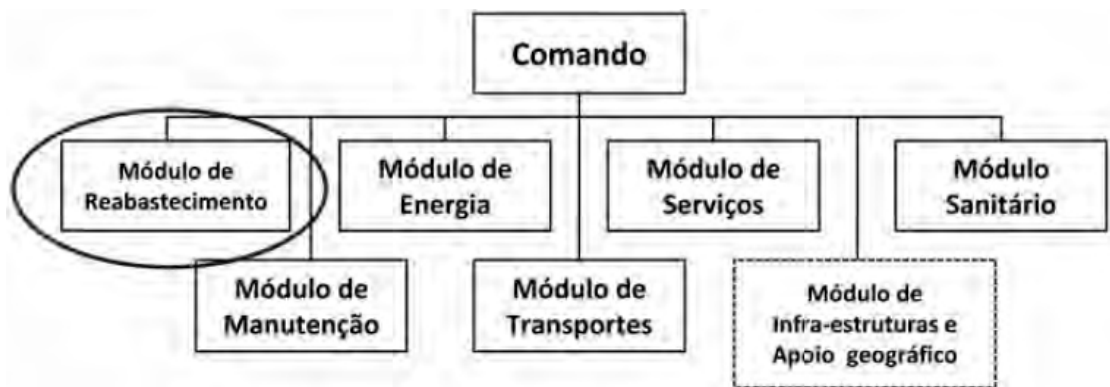 Comando
Módulo de
Reabastecimento
Módulo de
Energia
Módulo de
Serviços
Módulo
Sanitário
Módulo de
Manutenção
Módulo de
Transportes
Módulo de
Infra-estruturas e
Apoio geográfico